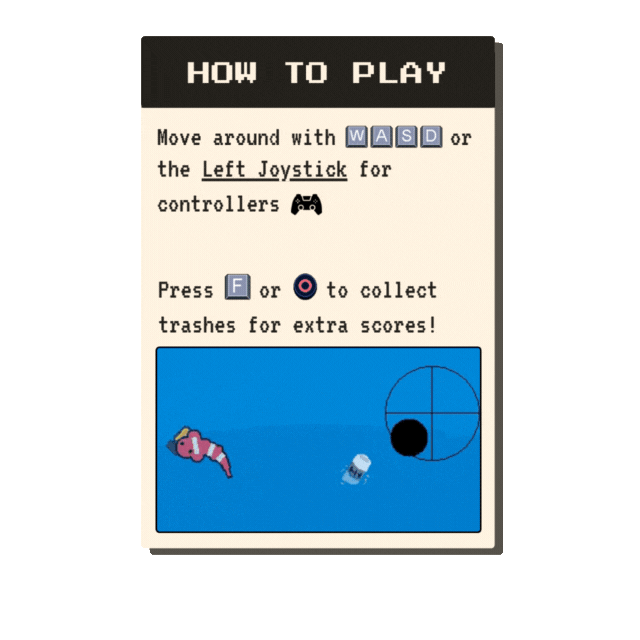 HOW TO PLAY
Move around with W A S D or
the Left Joystick for
controllers
Press F or to collect
trashes for extra scores!